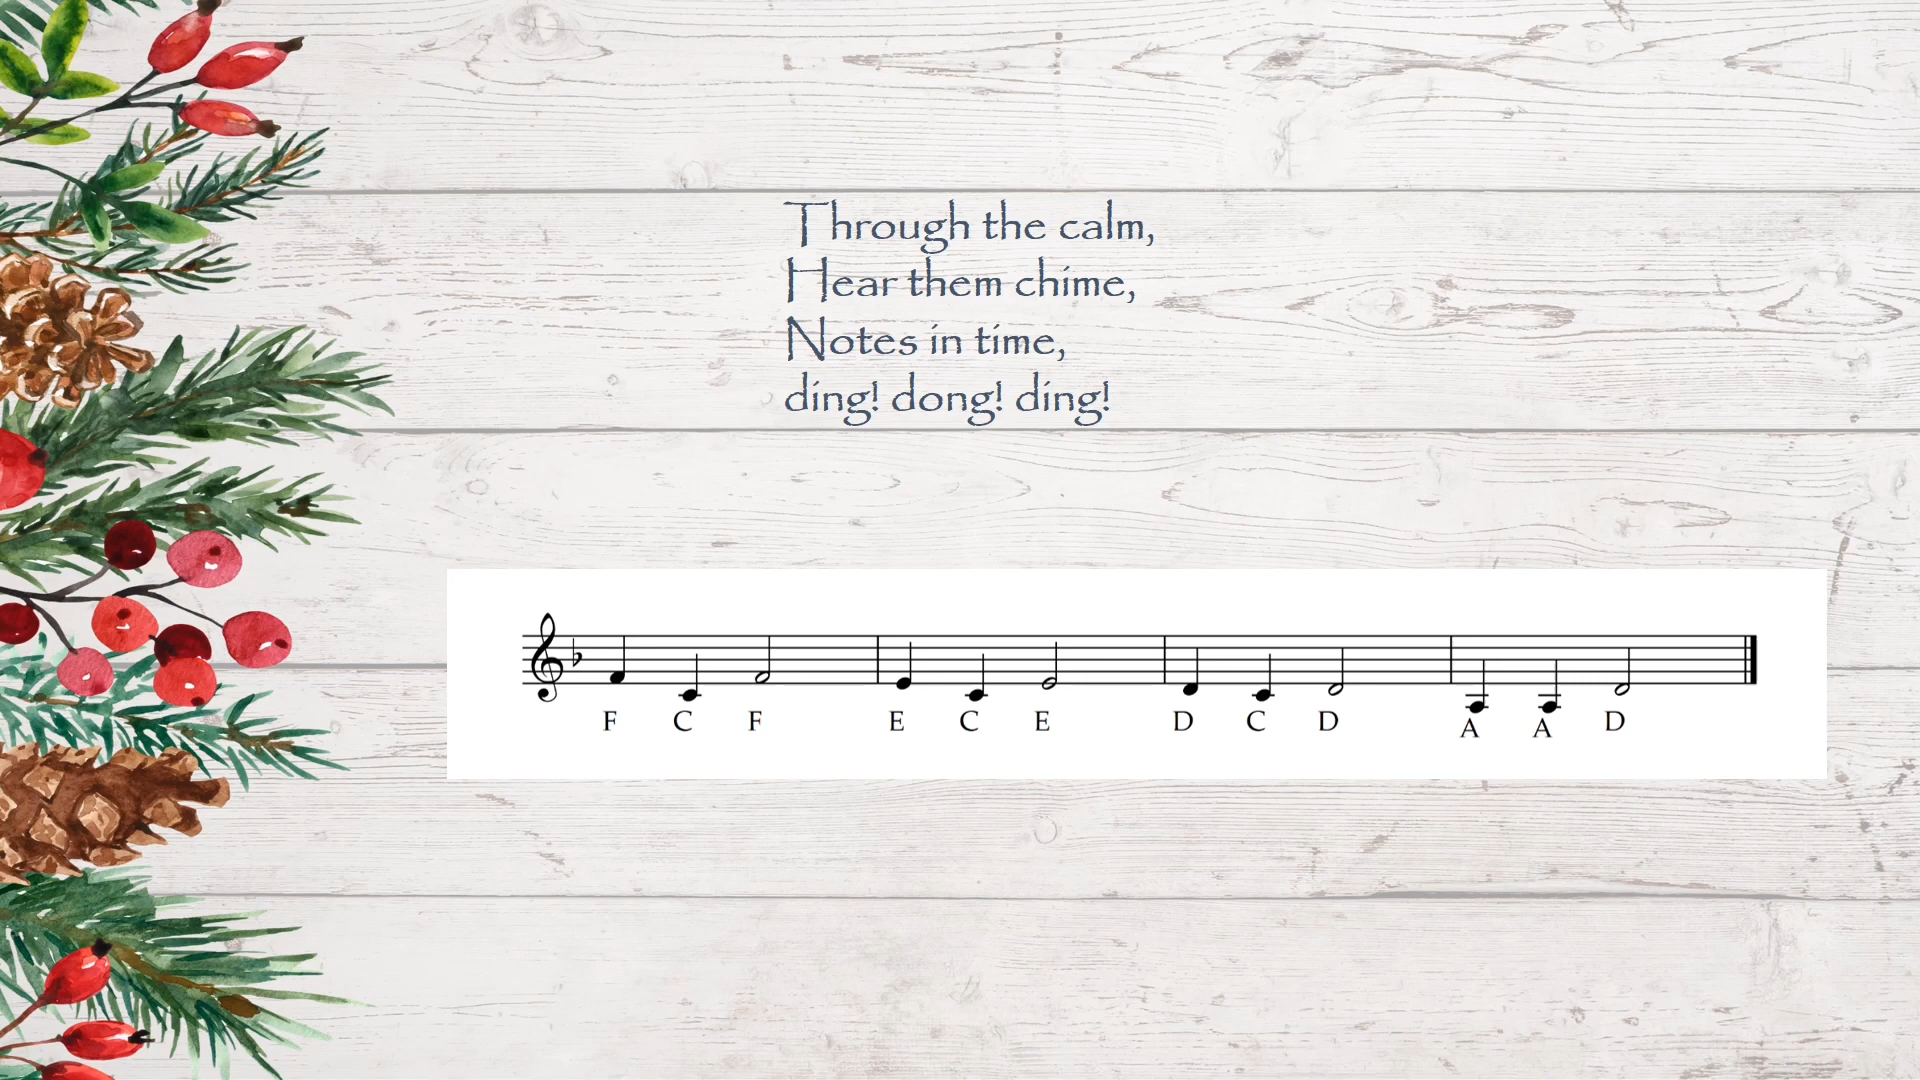 Through the calm,
Hear them chime,
Notes in time,
ding! dong! ding!
F C F E C E D C D A A D